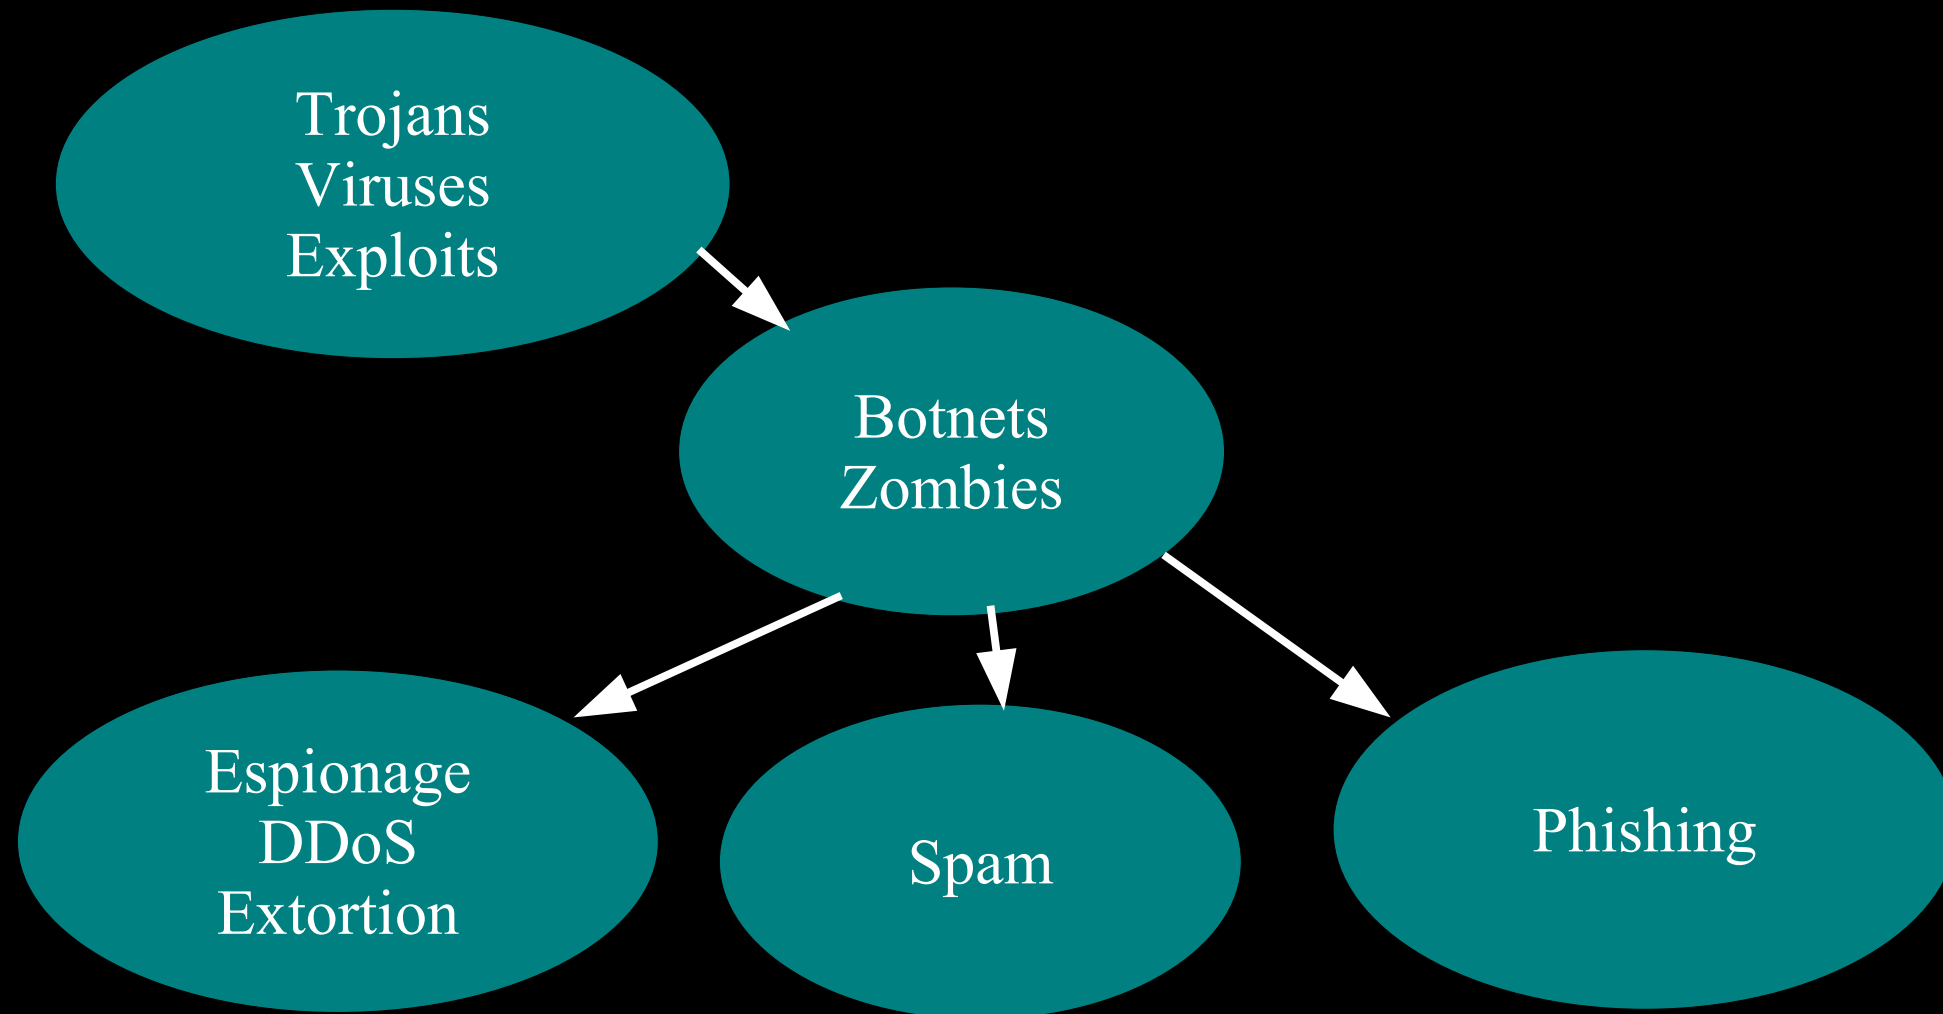 Trojans
Viruses
Exploits
Botnets
Zombies
Espionage
DDoS
Extortion
Spam
Phishing